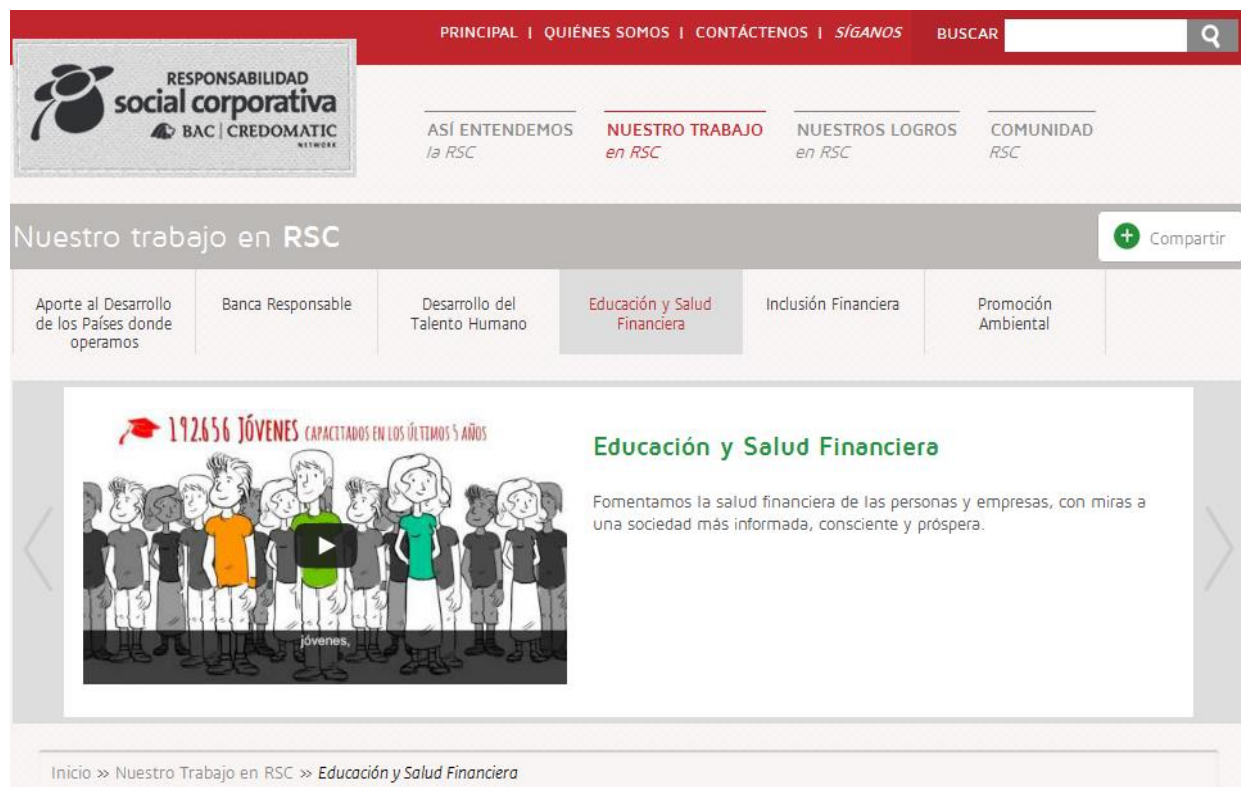 PRINCIPAL | QUIÉNES SOMOS | CONTÁCTENOS | SÍGANOS BUSCAR
RESPONSABILIDAD
social corporativa
BAC | CREDOMATIC
NETWORK
ASÍ ENTENDEMOS
la RSC
NUESTRO TRABAJO
en RSC
NUESTROS LOGROS
en RSC
COMUNIDAD
RSC
Nuestro trabajo en RSC
Compartir
Aporte al Desarrollo
de los Países donde
operamos
Banca Responsable
Desarrollo del
Talento Humano
Educación y Salud
Financiera
Inclusión Financiera
Promoción
Ambiental
192.656 JÓVENES CAPACITADOS EN LOS ÚLTIMOS 5 AÑOS
jóvenes,
Educación y Salud Financiera
Fomentamos la salud financiera de las personas y empresas, con miras a
una sociedad más informada, consciente y próspera.
Inicio » Nuestro Trabajo en RSC » Educación y Salud Financiera